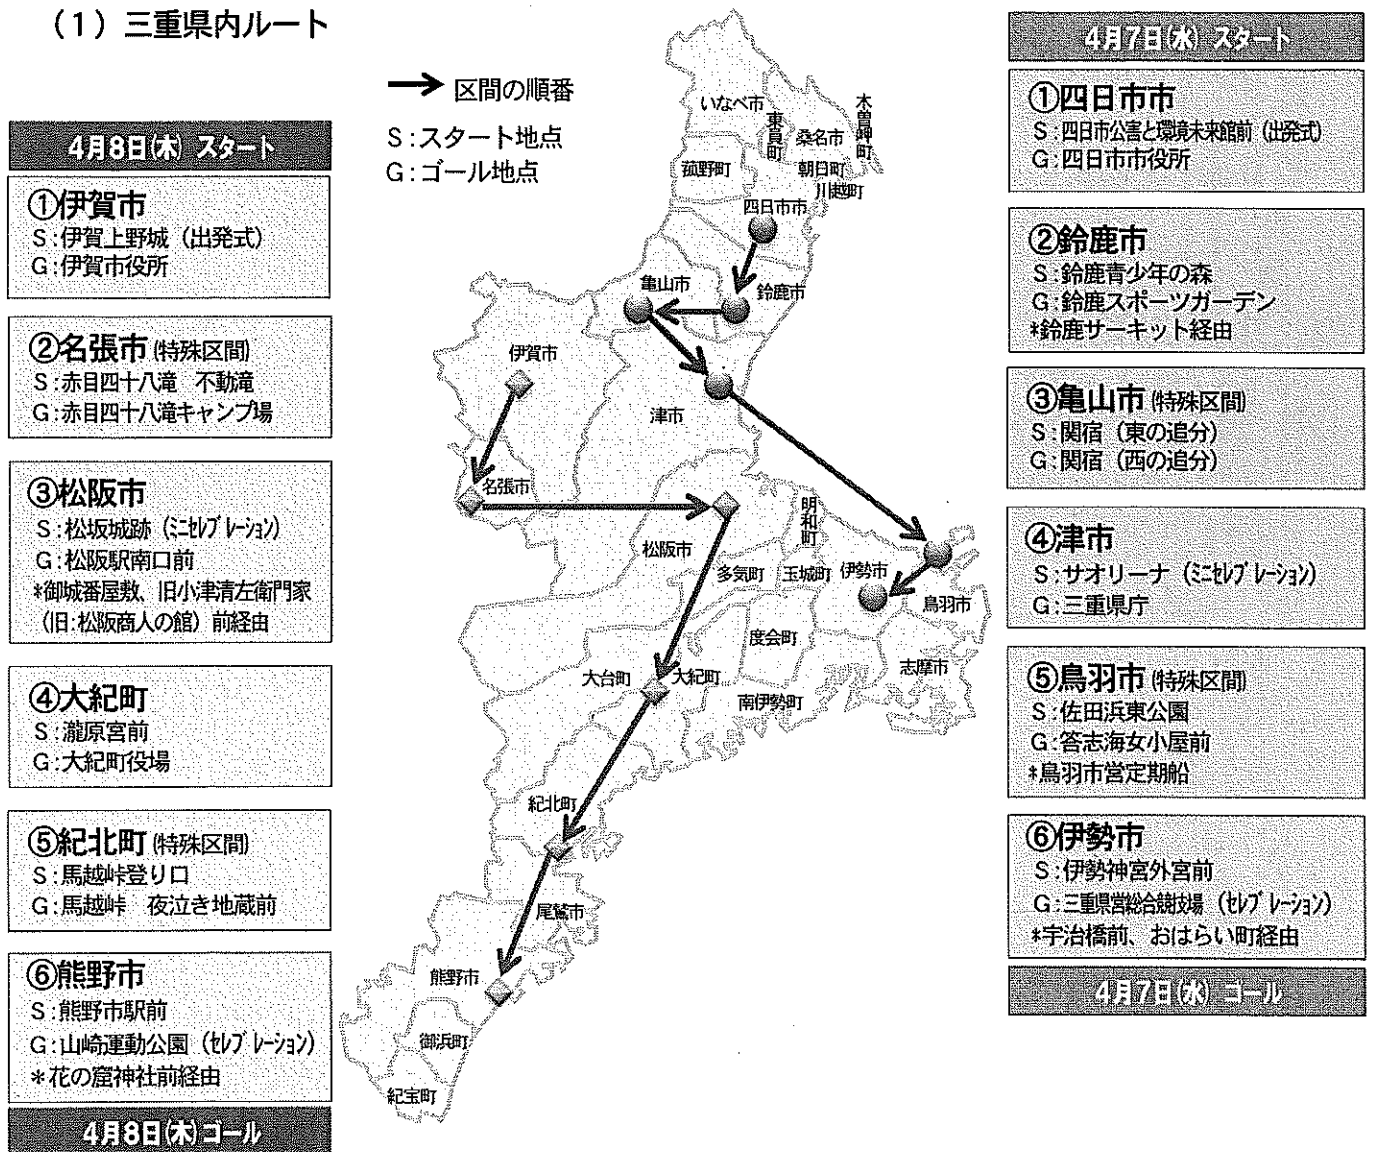 (1) 三重県内ルート
区間の順番
S:スタート地点
G:ゴール地点
4月8日(木) スタート
①伊賀市
S:伊賀上野城 (出発式)
G:伊賀市役所
②名張市 (特殊区間)
S:赤目四十八滝 不動滝
G:赤目四十八滝キャンプ場
③松阪市
S:松坂城跡 (ミニセレブレーション)
G:松阪駅南口前
*御城番屋敷、旧小津清左衛門家
(旧:松阪商人の館) 前経由
④大紀町
S:瀧原宮前
G:大紀町役場
⑤紀北町 (特殊区間)
S:馬越峠登り口
G:馬越峠 夜泣き地蔵前
⑥熊野市
S:熊野市駅前
G:山崎運動公園 (セレブレーション)
*花の窟神社前経由
4月8日(木)ゴール
いなべ市
東員町
桑名市
木曽岬町
菰野町
朝日町
川越町
四日市市
亀山市
鈴鹿市
伊賀市
津市
名張市
松阪市
明和町
多気町
玉城町
伊勢市
鳥羽市
度会町
志摩市
大台町
大紀町
南伊勢町
紀北町
尾鷲市
熊野市
御浜町
紀宝町
4月7日(水) スタート
①四日市市
S:四日市公害と環境未来館前 (出発式)
G:四日市市役所
②鈴鹿市
S:鈴鹿青少年の森
G:鈴鹿スポーツガーデン
*鈴鹿サーキット経由
③亀山市 (特殊区間)
S:関宿 (東の追分)
G:関宿 (西の追分)
④津市
S:サオリーナ (ミニセレブレーション)
G:三重県庁
⑤鳥羽市 (特殊区間)
S:佐田浜東公園
G:答志海女小屋前
*鳥羽市営定期船
⑥伊勢市
S:伊勢神宮外宮前
G:三重県営総合競技場 (セレブレーション)
*宇治橋前、おはらい町経由
4月7日(水) ゴール